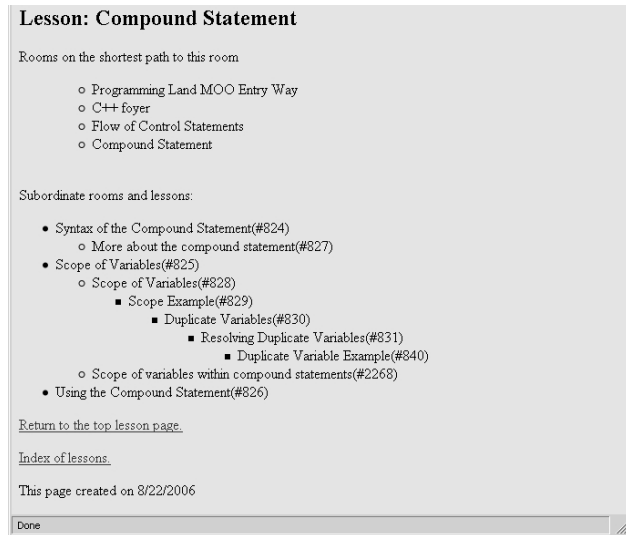 Lesson: Compound Statement
Rooms on the shortest path to this room
Programming Land MOO Entry Way
C++ foyer
Flow of Control Statements
Compound Statement
Subordinate rooms and lessons:
Syntax of the Compound Statement(#824)
More about the compound statement(#827)
Scope of Variables(#825)
Scope of Variables(#828)
Scope Example(#829)
Duplicate Variables(#830)
Resolving Duplicate Variables(#831)
Duplicate Variable Example(#840)
Scope of variables within compound statements(#2268)
Using the Compound Statement(#826)
Return to the top lesson page.
Index of lessons.
This page created on 8/22/2006
Done